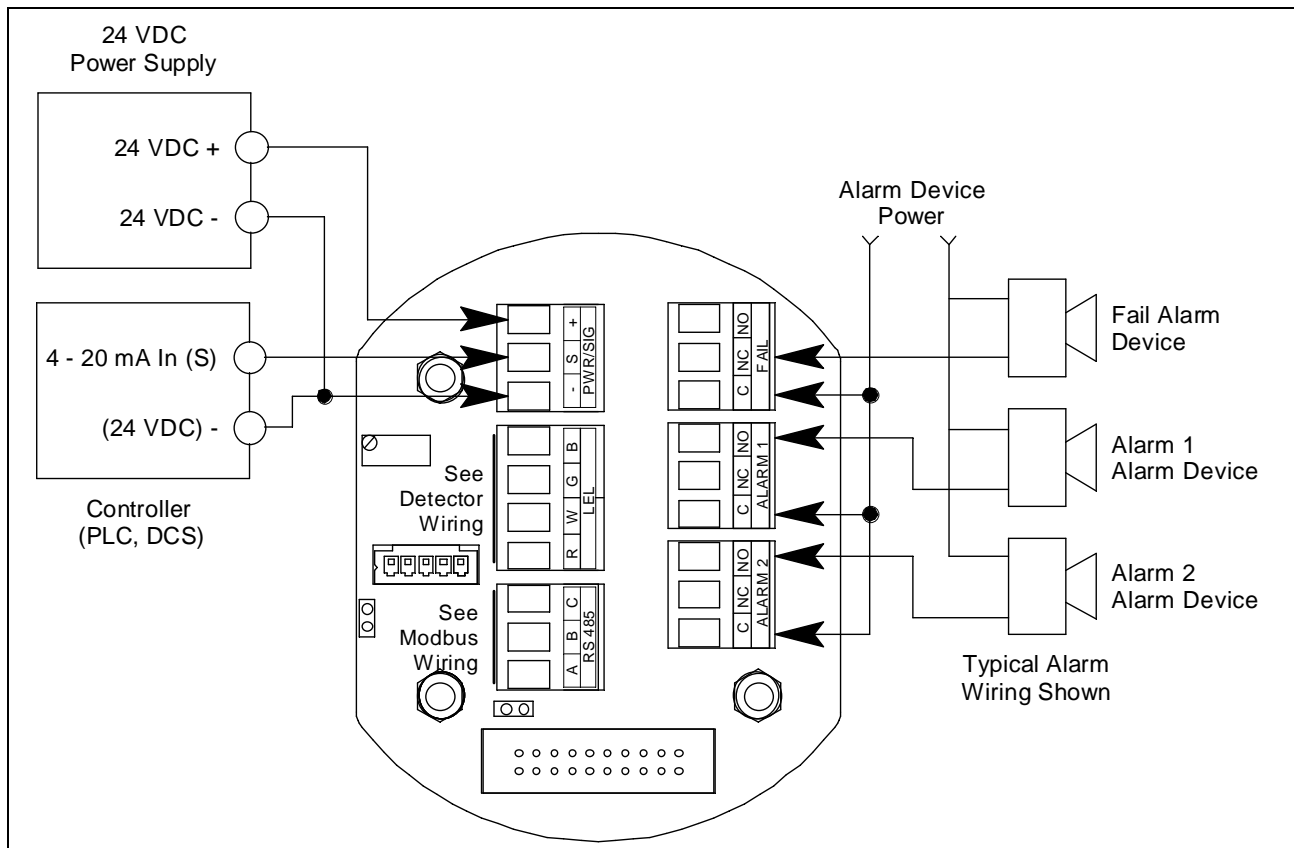 24 VDC
Power Supply
24 VDC +
24 VDC -
4 - 20 mA In (S)
(24 VDC) -
Controller
(PLC, DCS)
+
S
-
PWR/SIG
See
Detector
Wiring
B
G
W
R
LEL
See
Modbus
Wiring
C
B
A
RS 485
Alarm Device
Power
NO
NC
C
FAIL
NO
NC
C
ALARM 1
NO
NC
C
ALARM 2
Fail Alarm
Device
Alarm 1
Alarm Device
Alarm 2
Alarm Device
Typical Alarm
Wiring Shown